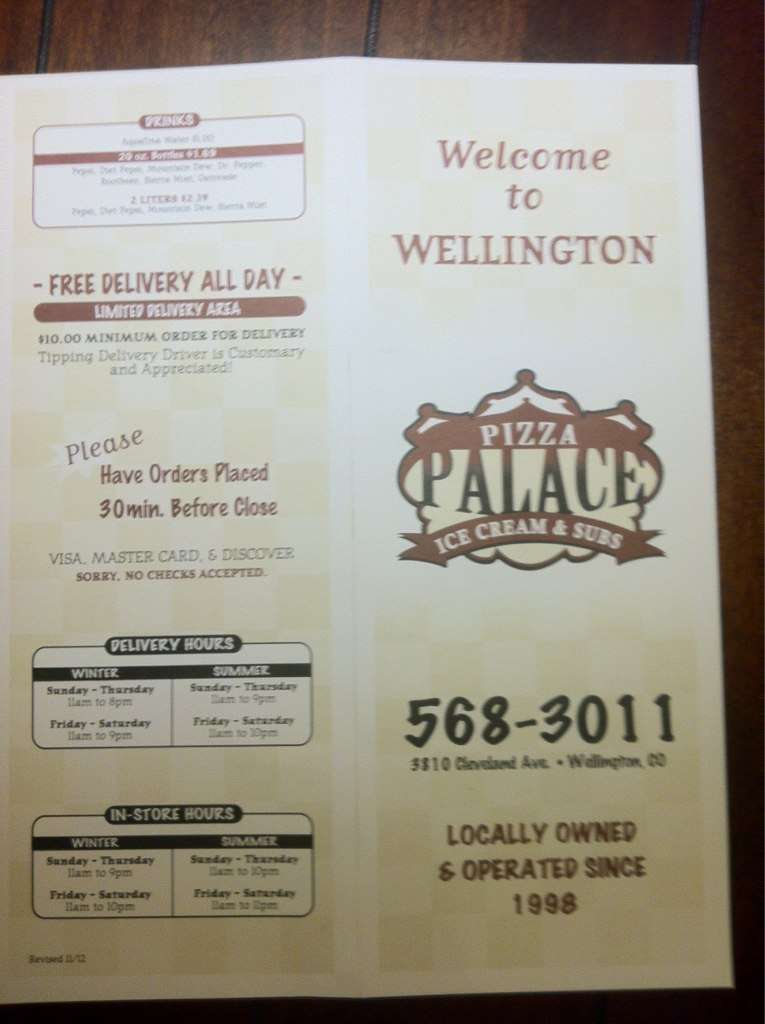 DRINKS
Aquafina Water $1.00
20 oz. Bottles $1.69
Pepsi, Diet Pepsi, Mountain Dew, Dr. Pepper,
Rootbeer, Sierra Mist, Gatorade
2 LITERS $2.39
Pepsi, Diet Pepsi, Mountain Dew, Sierra Mist
- FREE DELIVERY ALL DAY -
LIMITED DELIVERY AREA
$10.00 MINIMUM ORDER FOR DELIVERY
Tipping Delivery Driver is Customary
and Appreciated!
Please
Have Orders Placed
30min. Before Close
VISA, MASTER CARD, & DISCOVER
SORRY, NO CHECKS ACCEPTED.
DELIVERY HOURS
WINTER SUMMER
Sunday - Thursday Sunday - Thursday
11am to 8pm 11am to 9pm
Friday - Saturday Friday - Saturday
11am to 9pm 11am to 10pm
IN-STORE HOURS
WINTER SUMMER
Sunday - Thursday Sunday - Thursday
11am to 9pm 11am to 10pm
Friday - Saturday Friday - Saturday
11am to 10pm 11am to 11pm
Revised 11/12
Welcome
to
WELLINGTON
PIZZA
PALACE
ICE CREAM & SUBS
568-3011
3810 Cleveland Ave. • Wellington, CO
LOCALLY OWNED
& OPERATED SINCE
1998